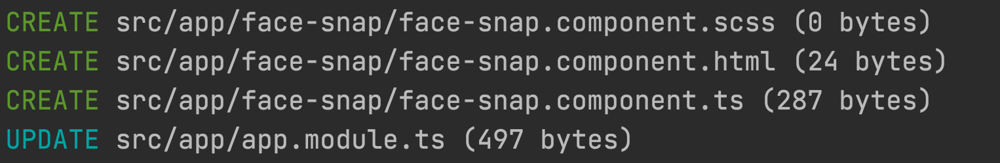 CREATE src/app/face-snap/face-snap.component.scss (0 bytes)
CREATE src/app/face-snap/face-snap.component.html (24 bytes)
CREATE src/app/face-snap/face-snap.component.ts (287 bytes)
UPDATE src/app/app.module.ts (497 bytes)